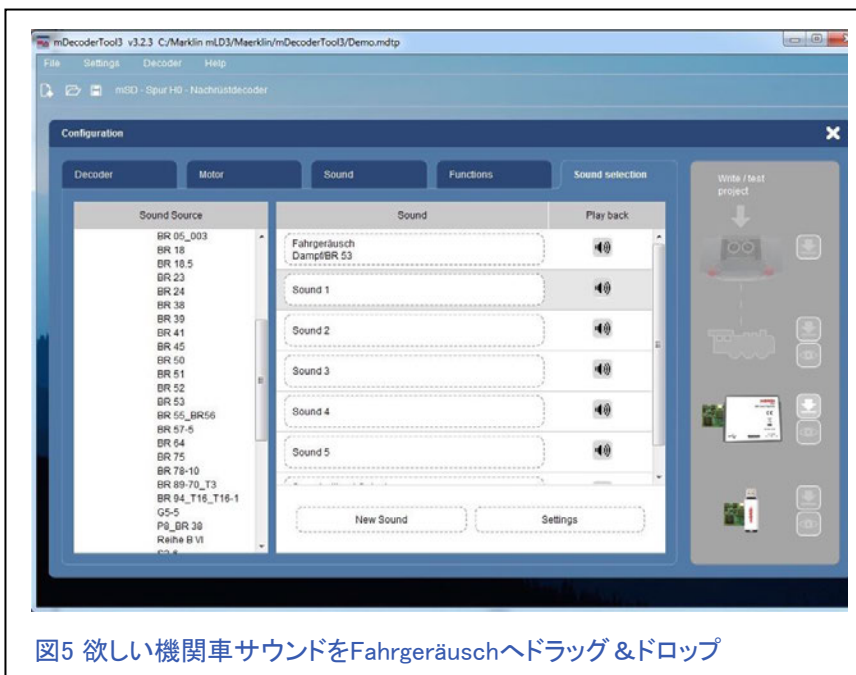 mDecoderTool3 v3.2.3 C:/Marklin mLD3/Maerklin/mDecoderTool3/Demo.mdtp
File Settings Decoder Help
mSD - Spur H0 - Nachrüstdecoder
Configuration
Decoder Motor Sound Functions Sound selection
Write / test
project
Sound Source
BR 05_003
BR 18
BR 18.5
BR 23
BR 24
BR 38
BR 39
BR 41
BR 45
BR 50
BR 51
BR 52
BR 53
BR 55_BR56
BR 57-5
BR 64
BR 75
BR 78-10
BR 89-70_T3
BR 94_T16_T16-1
G5-5
P8_BR 38
Reihe B VI
Sound Play back
Fahrgeräusch
Dampf/BR 53
Sound 1
Sound 2
Sound 3
Sound 4
Sound 5
New Sound Settings
図5 欲しい機関車サウンドをFahrgeräuschへドラッグ&ドロップ